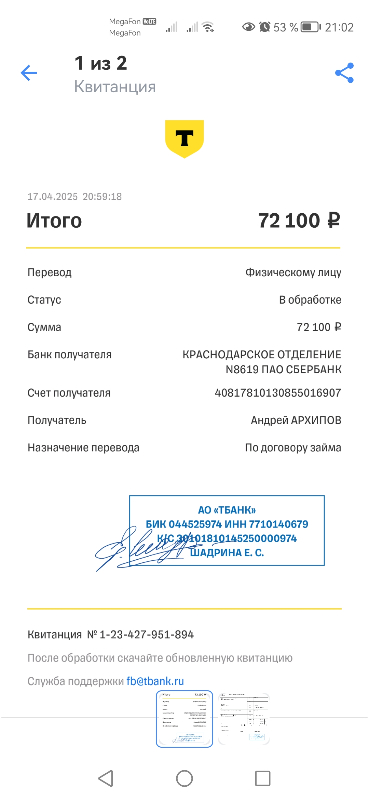 MegaFon
MegaFon
53 %
21:02
1 из 2
Квитанция
Т
17.04.2025 20:59:18
Итого 72 100 ₽
Перевод Физическому лицу
Статус В обработке
Сумма 72 100 ₽
Банк получателя КРАСНОДАРСКОЕ ОТДЕЛЕНИЕ
N8619 ПАО СБЕРБАНК
Счет получателя 40817810130855016907
Получатель Андрей АРХИПОВ
Назначение перевода По договору займа
АО «ТБАНК»
БИК 044525974 ИНН 7710140679
К/С 30101810145250000974
ШАДРИНА Е. С.
Квитанция № 1-23-427-951-894
После обработки скачайте обновленную квитанцию
Служба поддержки fb@tbank.ru